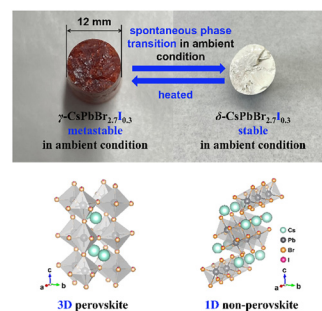 12 mm
spontaneous phase
transition in ambient
condition
heated
γ-CsPbBr2.7I0.3
metastable
in ambient condition
δ-CsPbBr2.7I0.3
stable
in ambient condition
c
a
b
3D perovskite
c
a
b
1D non-perovskite
Cs
Pb
Br
I